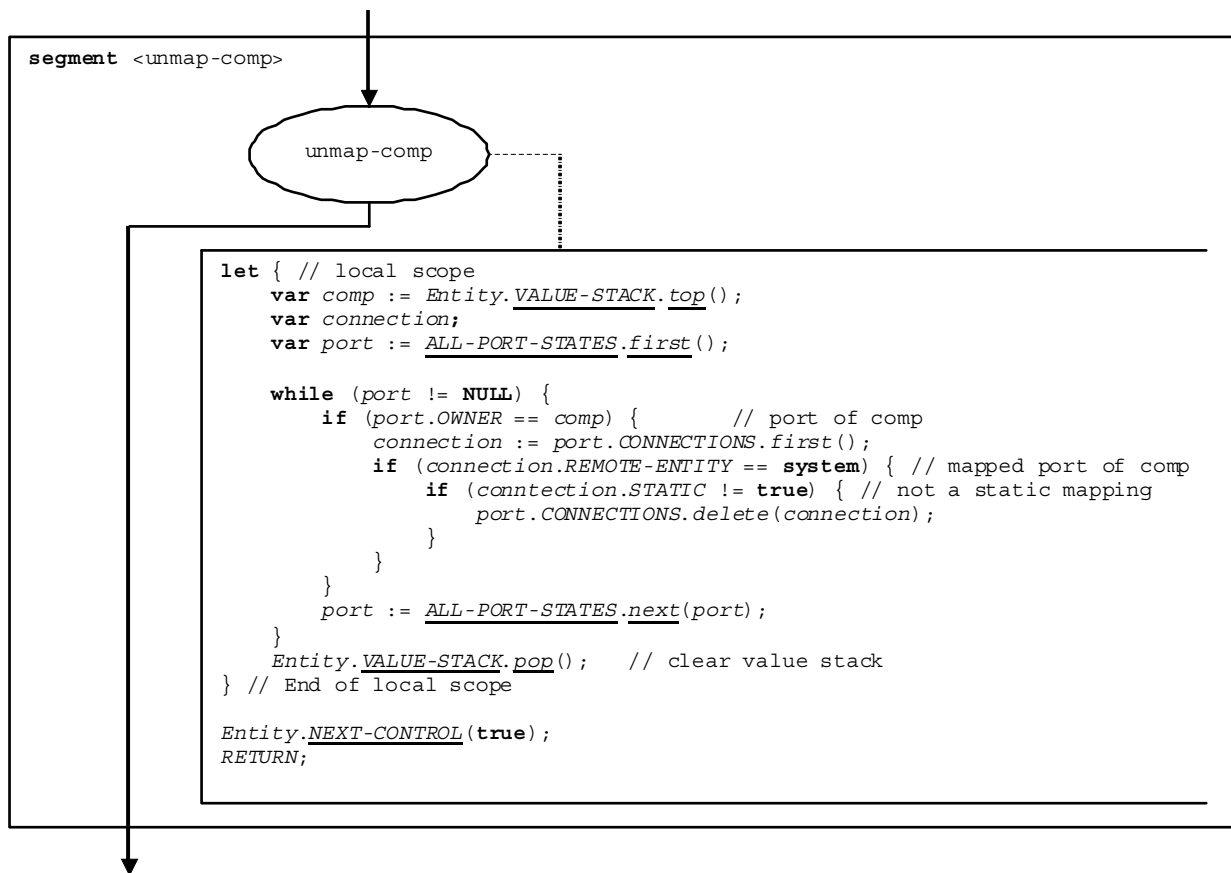 segment <unmap-comp>
unmap-comp
let { // local scope
var comp := Entity.VALUE-STACK.top();
var connection;
var port := ALL-PORT-STATES.first();
while (port != NULL) {
if (port.OWNER == comp) { // port of comp
connection := port.CONNECTIONS.first();
if (connection.REMOTE-ENTITY == system) { // mapped port of comp
if (conntection.STATIC != true) { // not a static mapping
port.CONNECTIONS.delete(connection);
}
}
}
port := ALL-PORT-STATES.next(port);
}
Entity.VALUE-STACK.pop(); // clear value stack
} // End of local scope
Entity.NEXT-CONTROL(true);
RETURN;